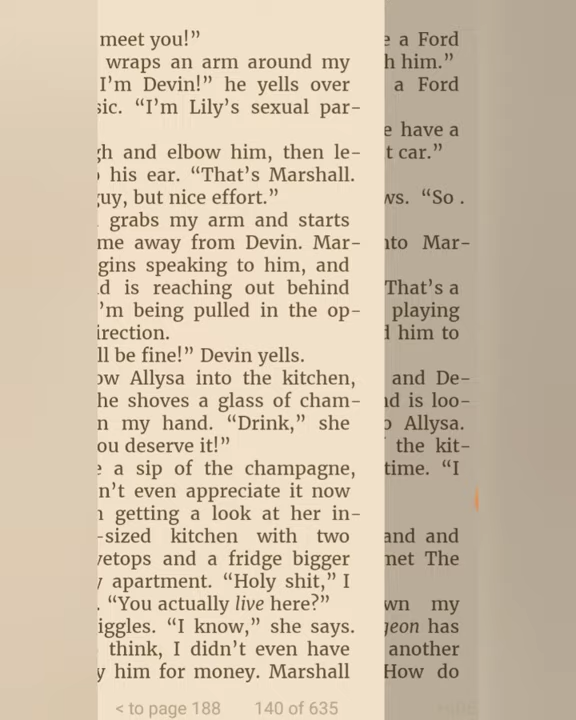 meet you!”
wraps an arm around my
I’m Devin!” he yells over
sic. “I’m Lily’s sexual par-
gh and elbow him, then le-
his ear. “That’s Marshall.
guy, but nice effort.”
grabs my arm and starts
me away from Devin. Mar-
gins speaking to him, and
d is reaching out behind
’m being pulled in the op-
irection.
ll be fine!” Devin yells.
ow Allysa into the kitchen,
he shoves a glass of cham-
n my hand. “Drink,” she
ou deserve it!”
e a sip of the champagne,
n’t even appreciate it now
n getting a look at her in-
-sized kitchen with two
vetops and a fridge bigger
y apartment. “Holy shit,” I
. “You actually live here?”
iggles. “I know,” she says.
think, I didn’t even have
y him for money. Marshall
< to page 188 140 of 635
e a Ford
h him.”
a Ford
e have a
t car.”
ws. “So .
nto Mar-
That’s a
playing
d him to
and De-
nd is loo-
o Allysa.
the kit-
time. “I
and and
met The
wn my
geon has
another
How do